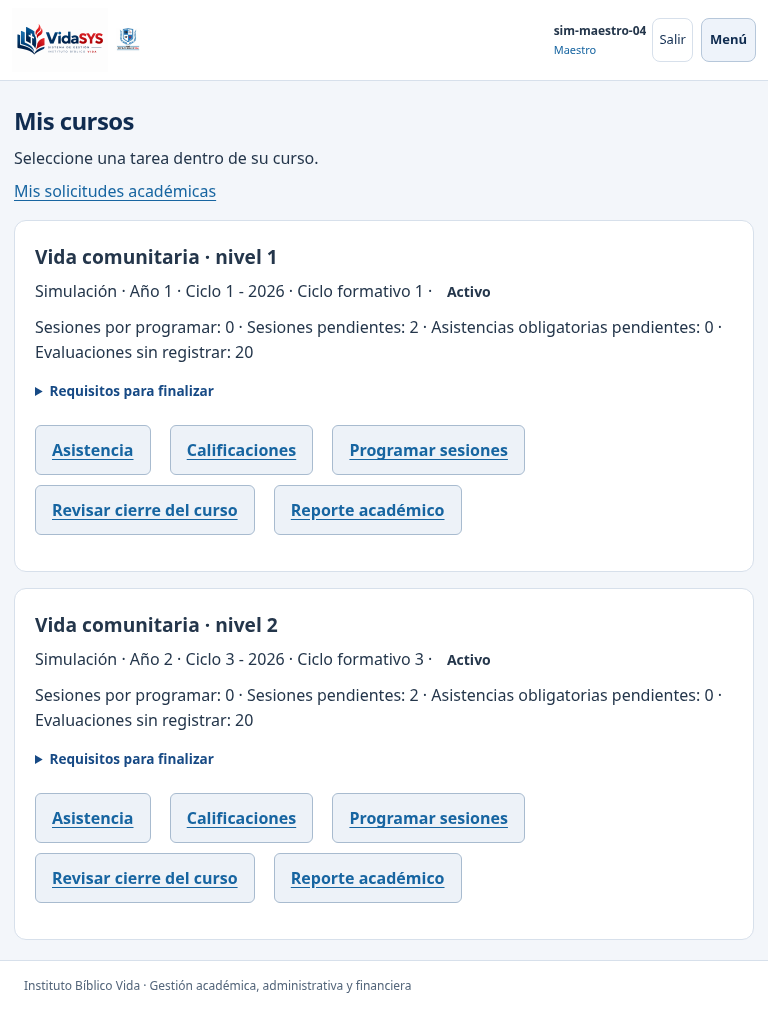 VidaSYS
sim-maestro-04
Maestro
Salir
Menú
Mis cursos
Seleccione una tarea dentro de su curso.
Mis solicitudes académicas
Vida comunitaria · nivel 1
Simulación · Año 1 · Ciclo 1 - 2026 · Ciclo formativo 1 · Activo
Sesiones por programar: 0 · Sesiones pendientes: 2 · Asistencias obligatorias pendientes: 0 ·
Evaluaciones sin registrar: 20
Requisitos para finalizar
Asistencia
Calificaciones
Programar sesiones
Revisar cierre del curso
Reporte académico
Vida comunitaria · nivel 2
Simulación · Año 2 · Ciclo 3 - 2026 · Ciclo formativo 3 · Activo
Sesiones por programar: 0 · Sesiones pendientes: 2 · Asistencias obligatorias pendientes: 0 ·
Evaluaciones sin registrar: 20
Requisitos para finalizar
Asistencia
Calificaciones
Programar sesiones
Revisar cierre del curso
Reporte académico
Instituto Bíblico Vida · Gestión académica, administrativa y financiera